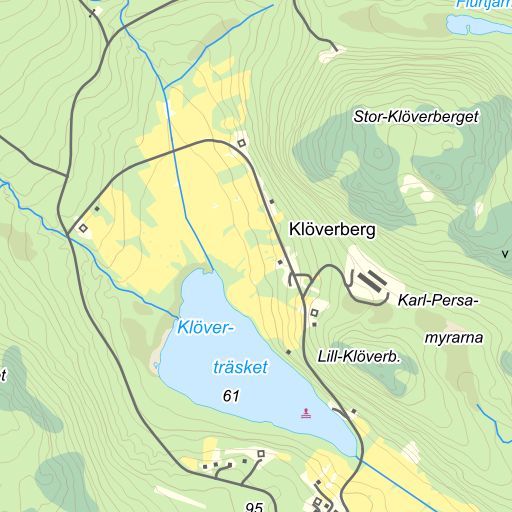 Flurtjärn
Stor-Klöverberget
Klöverberg
Karl-Persa-
myrarna
Klöver-
träsket
61
Lill-Klöverb.
95